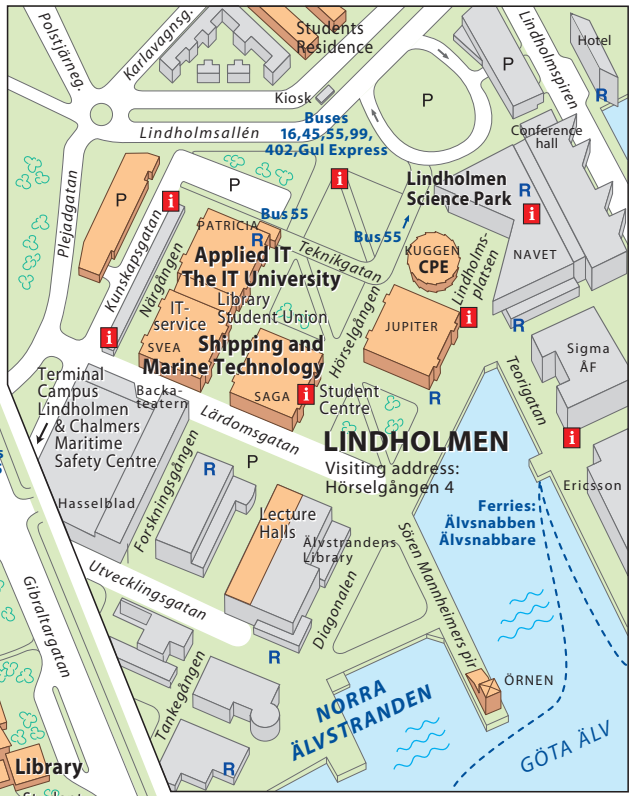 Polstjärneg.
Karlavagnsg.
Students
Residence
P
Lindholmspiren
Hotel
R
Kiosk
P
Lindholmsallén
Buses
16,45,55,99,
402,Gul Express
Conference
hall
i
Lindholmen
Science Park
R
i
Plejadgatan
P
P
i
Kunskapsgatan
PATRICIA
Bus 55
R
Bus 55
Teknikgatan
KUGGEN
CPE
NAVET
Närgången
Applied IT
The IT University
Library
Student Union
Hörselgången
Lindholms-
platsen
IT-
service
JUPITER
i
R
SVEA
Shipping and
Marine Technology
i
Sigma
ÅF
Teorigatan
Terminal
Campus
Lindholmen
& Chalmers
Maritime
Safety Centre
Backa-
teatern
SAGA
i
Student
Centre
R
Lärdomsgatan
LINDHOLMEN
Visiting address:
Hörselgången 4
i
P
R
Forskningsgången
Ericsson
Hasselblad
Lecture
Halls
Ferries:
Älvsnabben
Älvsnabbare
Älvstrandens
Library
Sören Mannheimers pir
Utvecklingsgatan
Diagonalen
Gibraltargatan
R
Tankegången
ÖRNEN
NORRA
ÄLVSTRANDEN
GÖTA ÄLV
R
Library